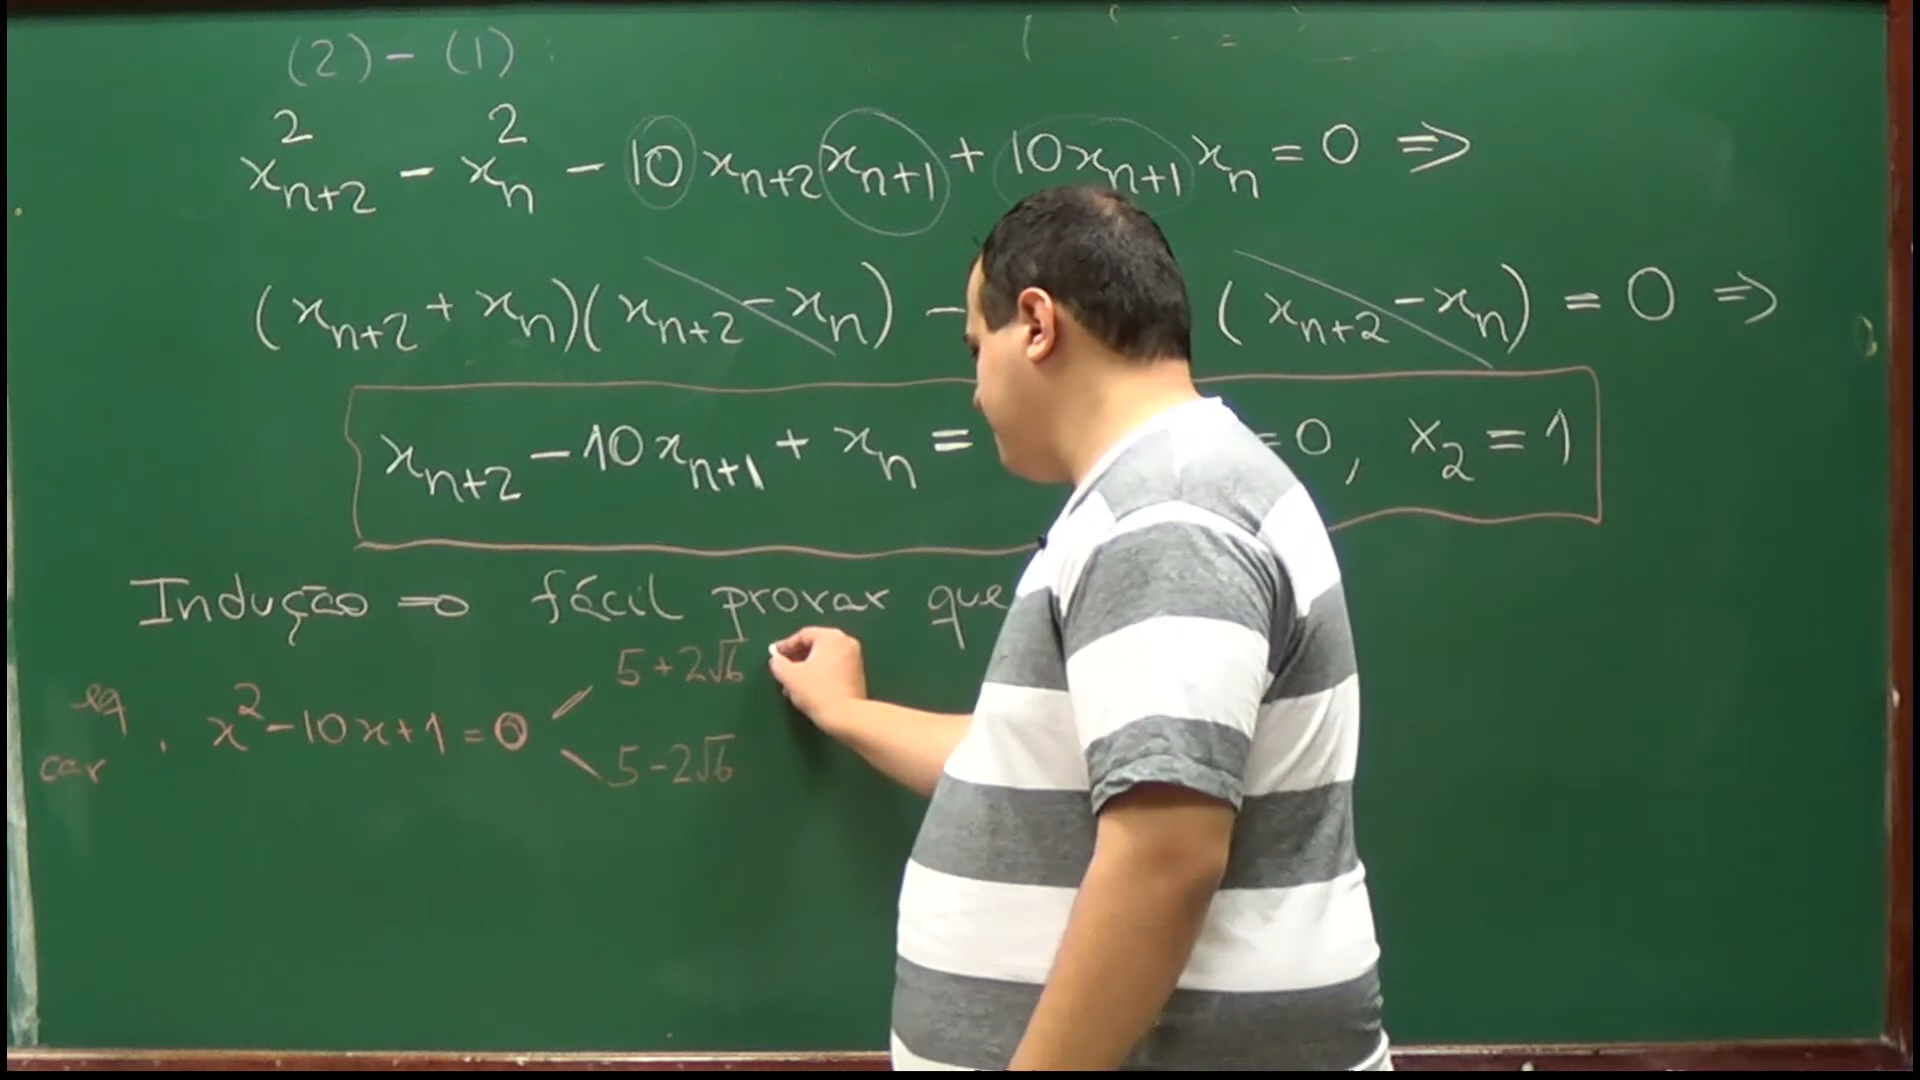 (2) - (1)
x²ₙ₊₂ - x²ₙ - 10xₙ₊₂xₙ₊₁ + 10xₙ₊₁xₙ = 0 ⇒
(xₙ₊₂ + xₙ)(xₙ₊₂ - xₙ) - (xₙ₊₂ - xₙ) = 0 ⇒
xₙ₊₂ - 10xₙ₊₁ + xₙ = = 0, x₂ = 1
Indução ⇒ fácil provar que
5 + 2√6
eq
car . x² - 10x + 1 = 0
5 - 2√6